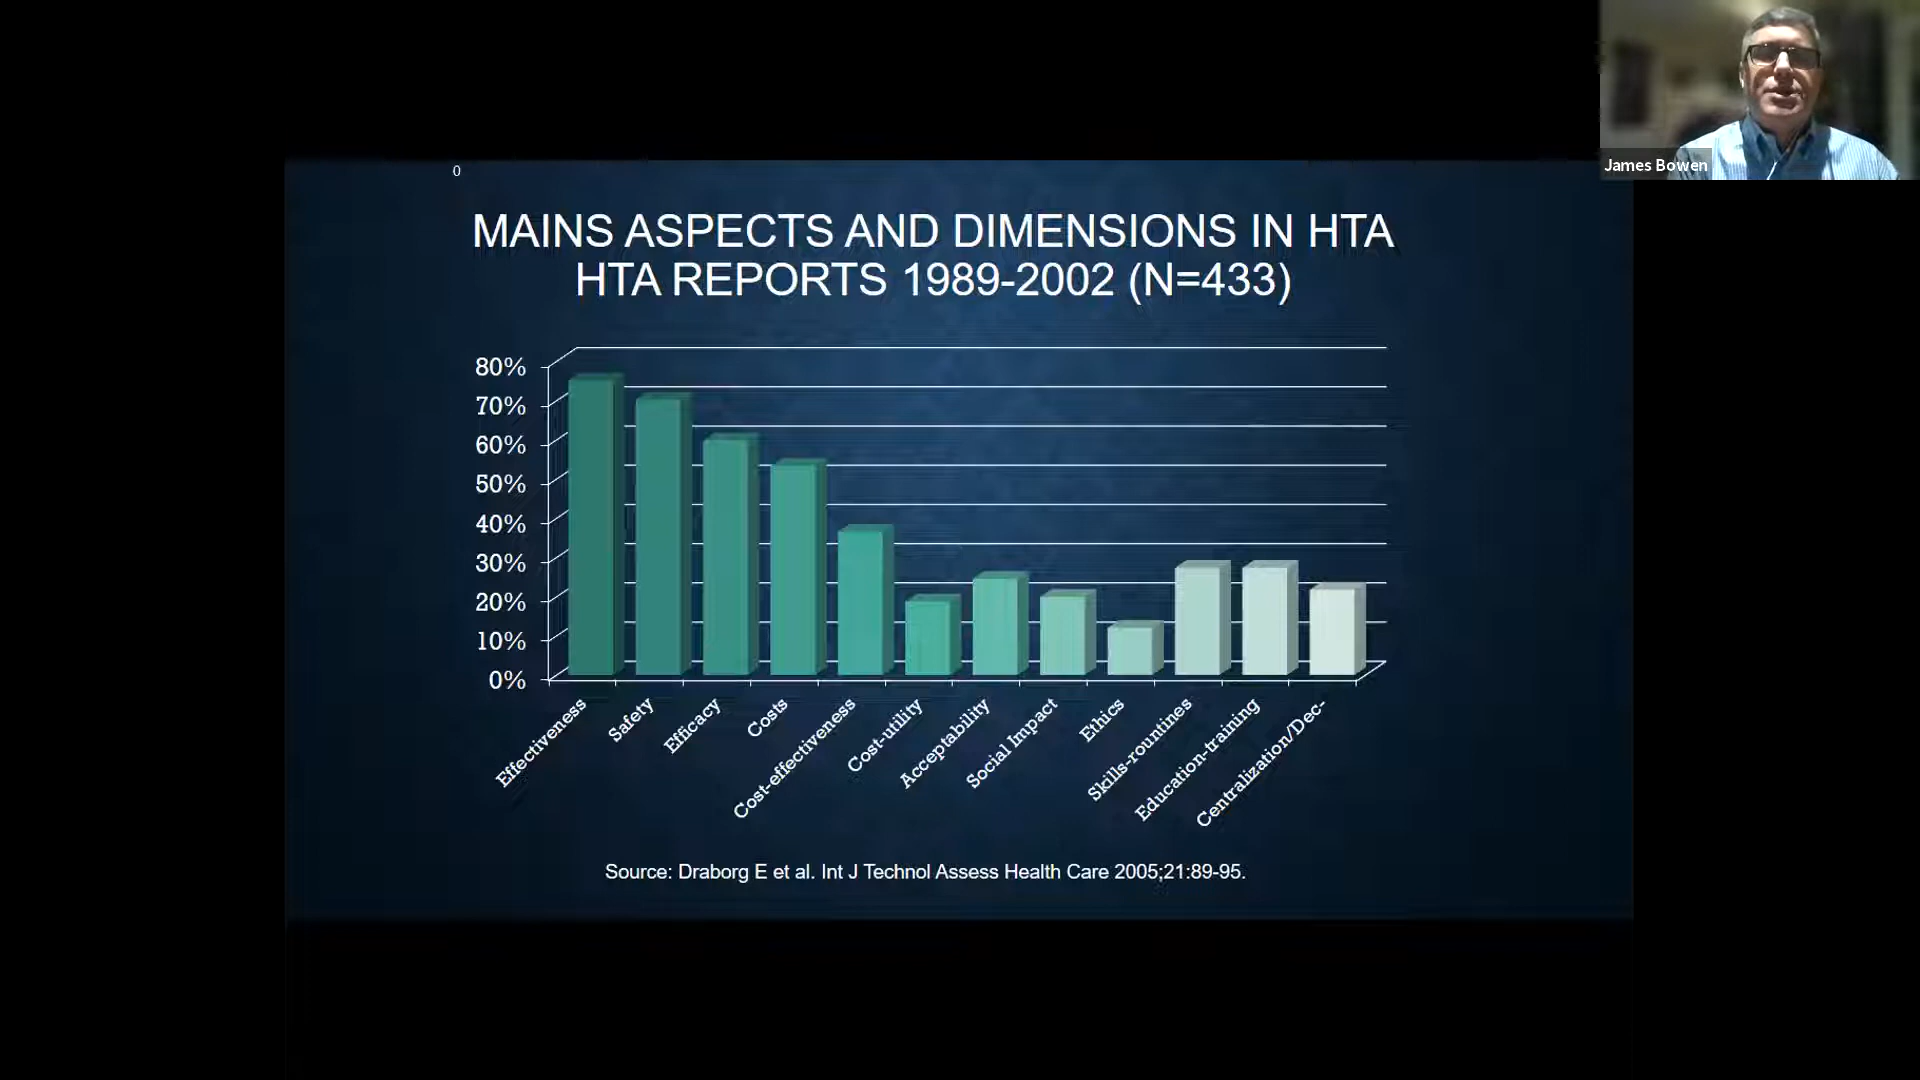 James Bowen
0
MAINS ASPECTS AND DIMENSIONS IN HTA
HTA REPORTS 1989-2002 (N=433)
80%
70%
60%
50%
40%
30%
20%
10%
0%
Effectiveness
Safety
Efficacy
Costs
Cost-effectiveness
Cost-utility
Acceptability
Social Impact
Ethics
Skills-rountines
Education-training
Centralization/Dec-
Source: Draborg E et al. Int J Technol Assess Health Care 2005;21:89-95.